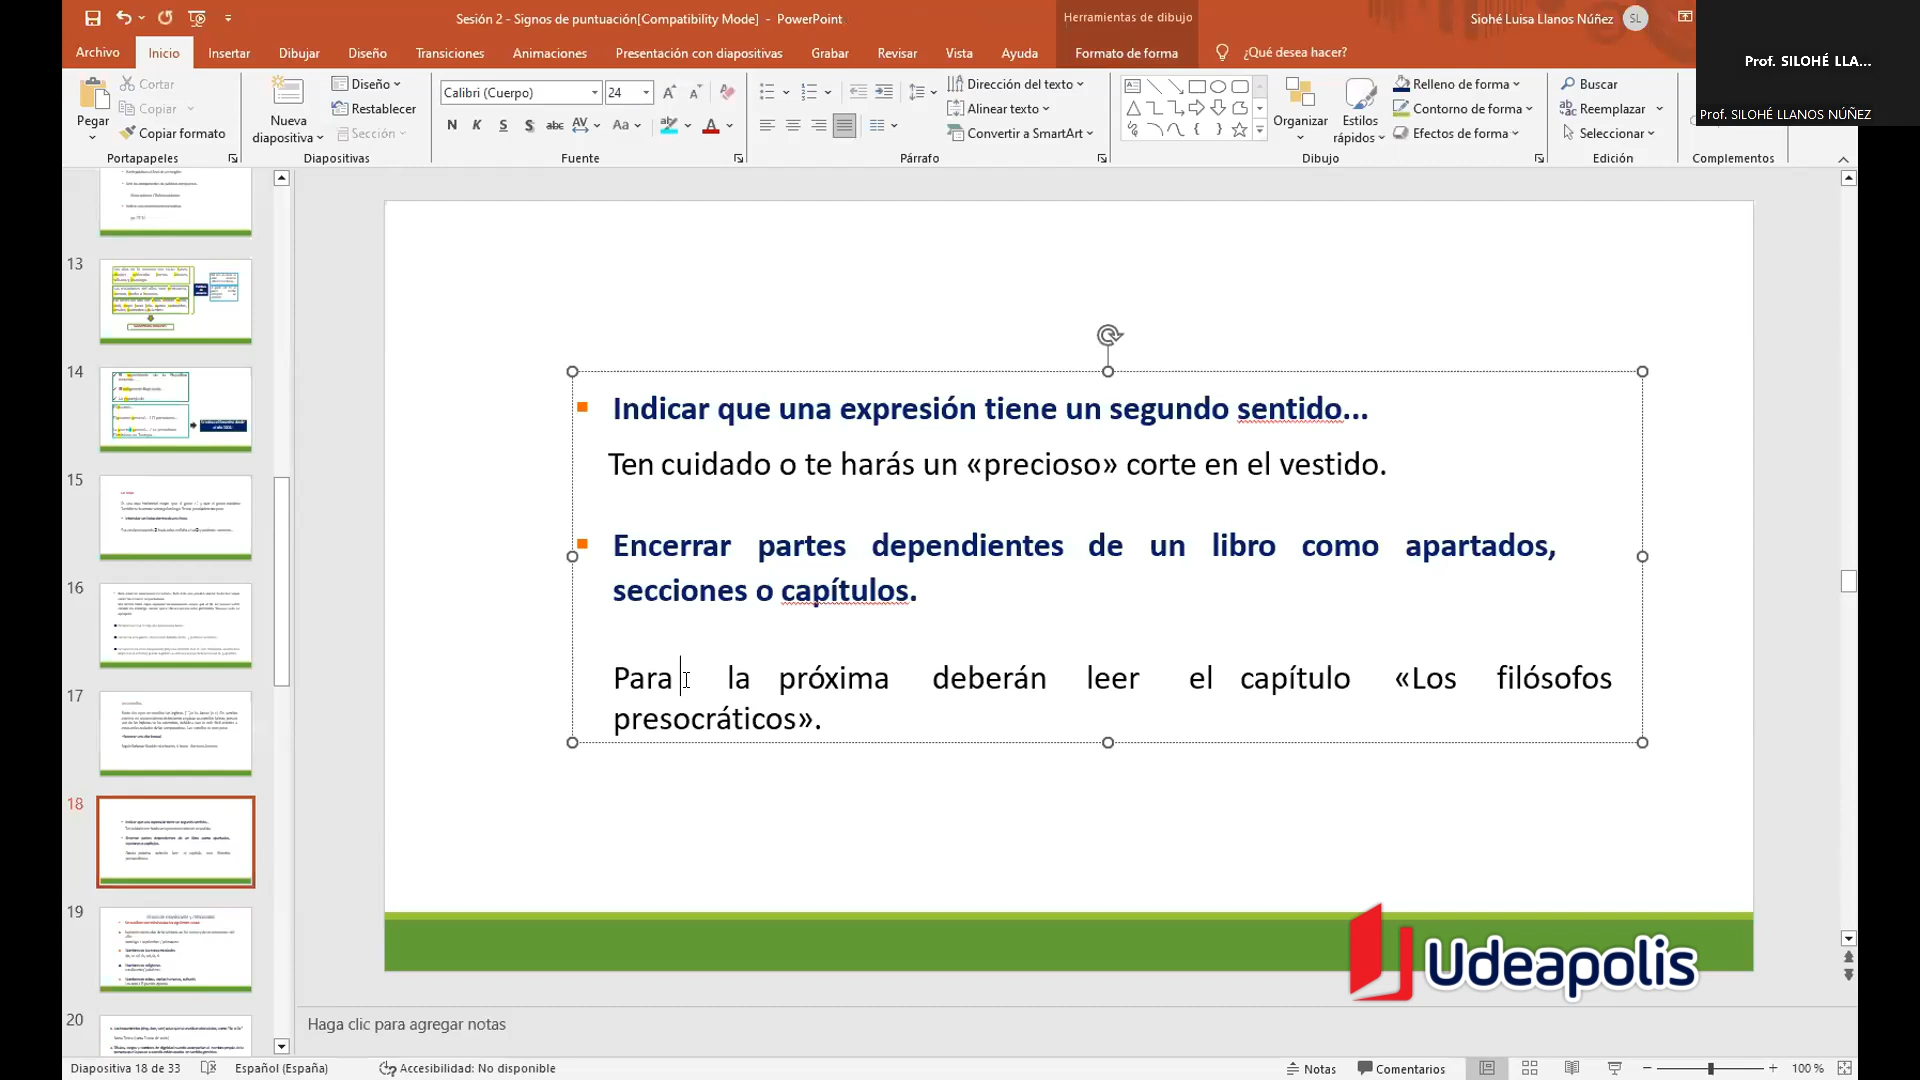 Sesión 2 - Signos de puntuación[Compatibility Mode] - PowerPoint
Herramientas de dibujo
Siohé Luisa Llanos Núñez
SL
Prof. SILOHÉ LLA...
Prof. SILOHÉ LLANOS NÚÑEZ
Archivo Inicio Insertar Dibujar Diseño Transiciones Animaciones Presentación con diapositivas Grabar Revisar Vista Ayuda Formato de forma ¿Qué desea hacer?
Pegar
Cortar
Copiar
Copiar formato
Portapapeles
Nueva diapositiva
Diseño
Restablecer
Sección
Diapositivas
Calibri (Cuerpo) 24
N K S S abc AV Aa A
Fuente
Dirección del texto
Alinear texto
Convertir a SmartArt
Párrafo
Organizar
Estilos rápidos
Relleno de forma
Contorno de forma
Efectos de forma
Dibujo
Buscar
Reemplazar
Seleccionar
Edición
Complementos
13
14
15
16
17
18
19
20
Indicar que una expresión tiene un segundo sentido...
Ten cuidado o te harás un «precioso» corte en el vestido.
Encerrar partes dependientes de un libro como apartados,
secciones o capítulos.
Para la próxima deberán leer el capítulo «Los filósofos
presocráticos».
Udeapolis
Haga clic para agregar notas
Diapositiva 18 de 33 Español (España) Accesibilidad: No disponible Notas Comentarios 100 %